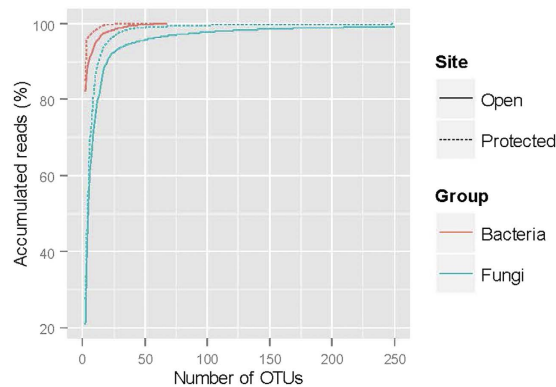 100
80
60
40
20
Accumulated reads (%)
0
50
100
150
200
250
Number of OTUs
Site
Open
Protected
Group
Bacteria
Fungi